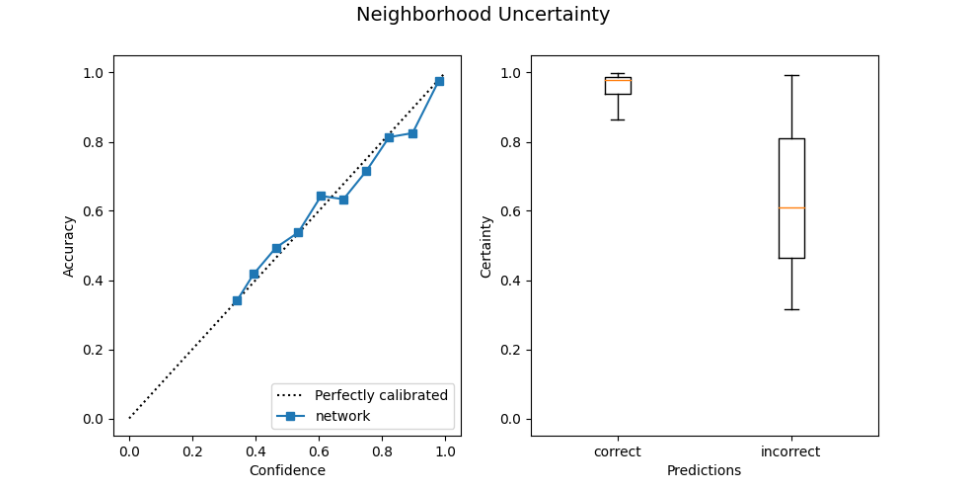 Neighborhood Uncertainty
Accuracy
1.0
0.8
0.6
0.4
0.2
0.0
Perfectly calibrated
network
0.0 0.2 0.4 0.6 0.8 1.0
Confidence
Certainty
1.0
0.8
0.6
0.4
0.2
0.0
correct incorrect
Predictions